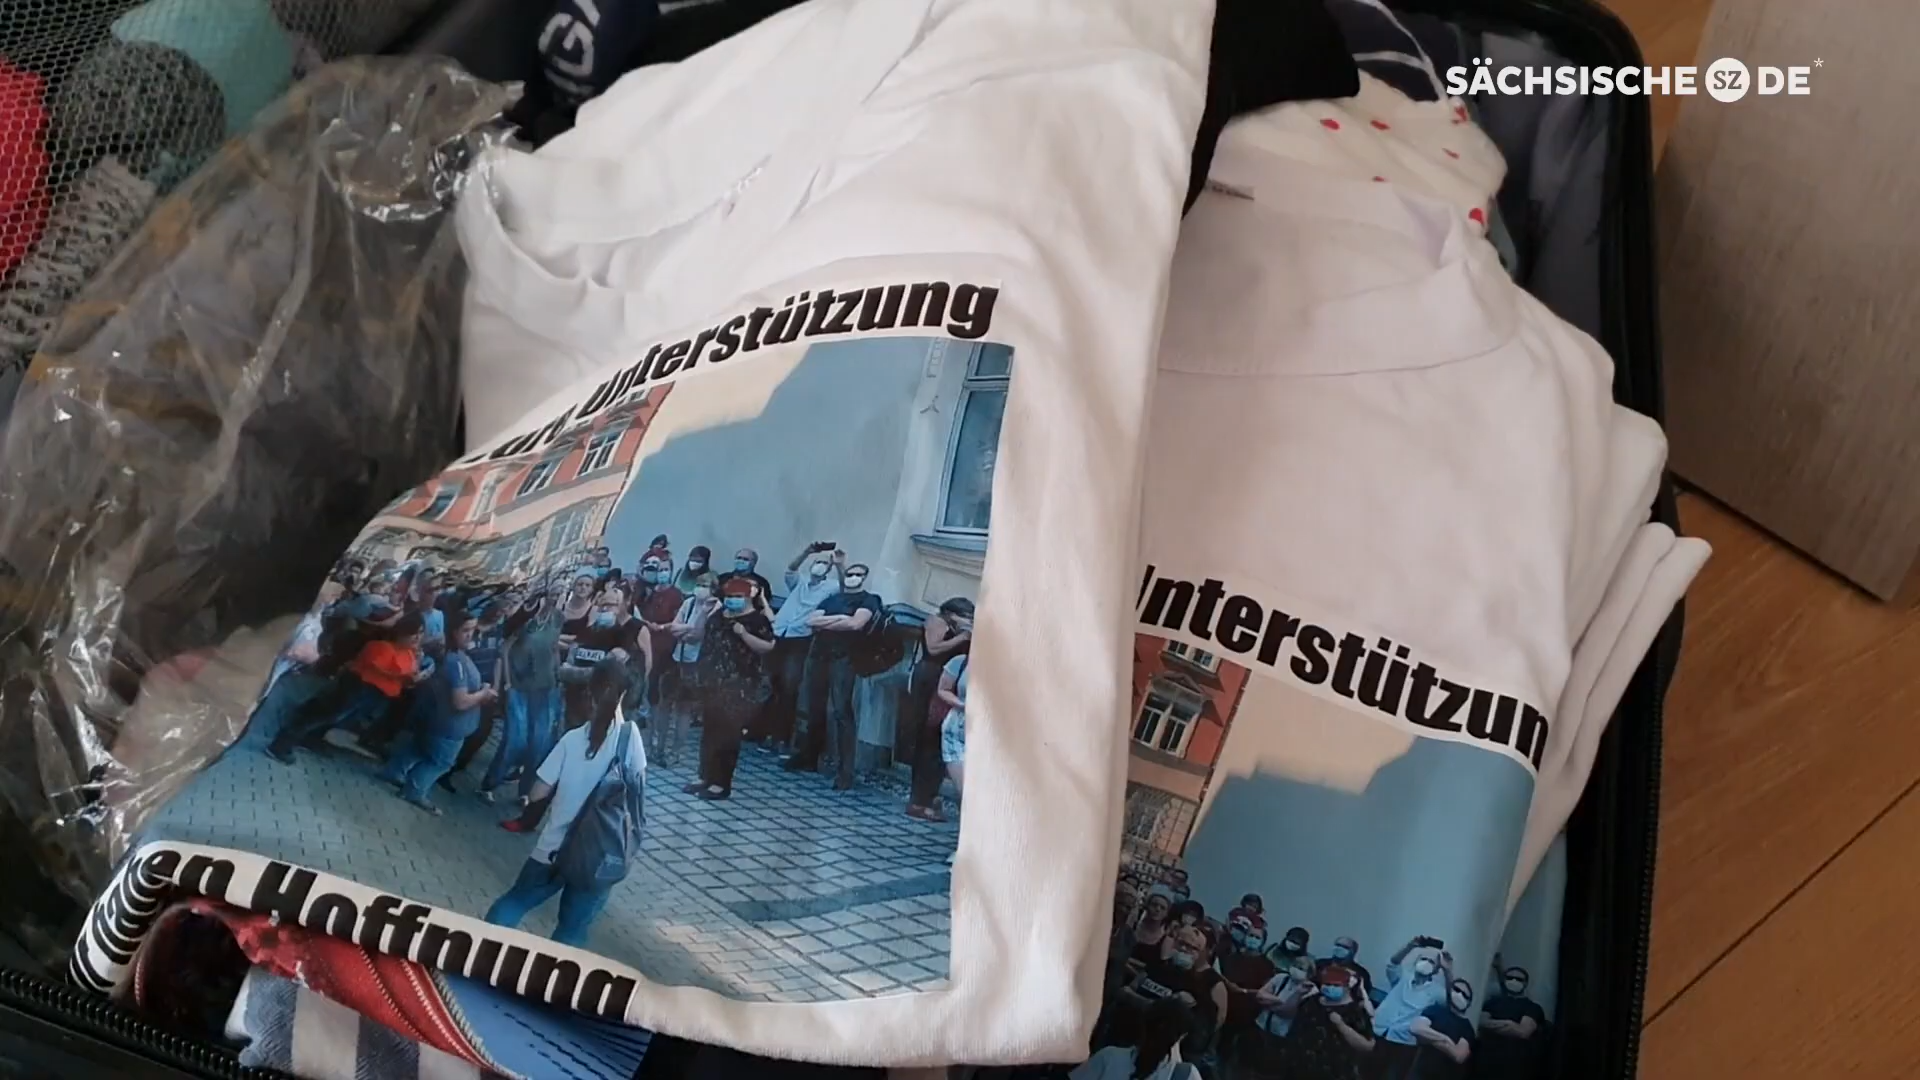 SÄCHSISCHE SZ DE*
Unterstützung
Hoffnung
Unterstützun